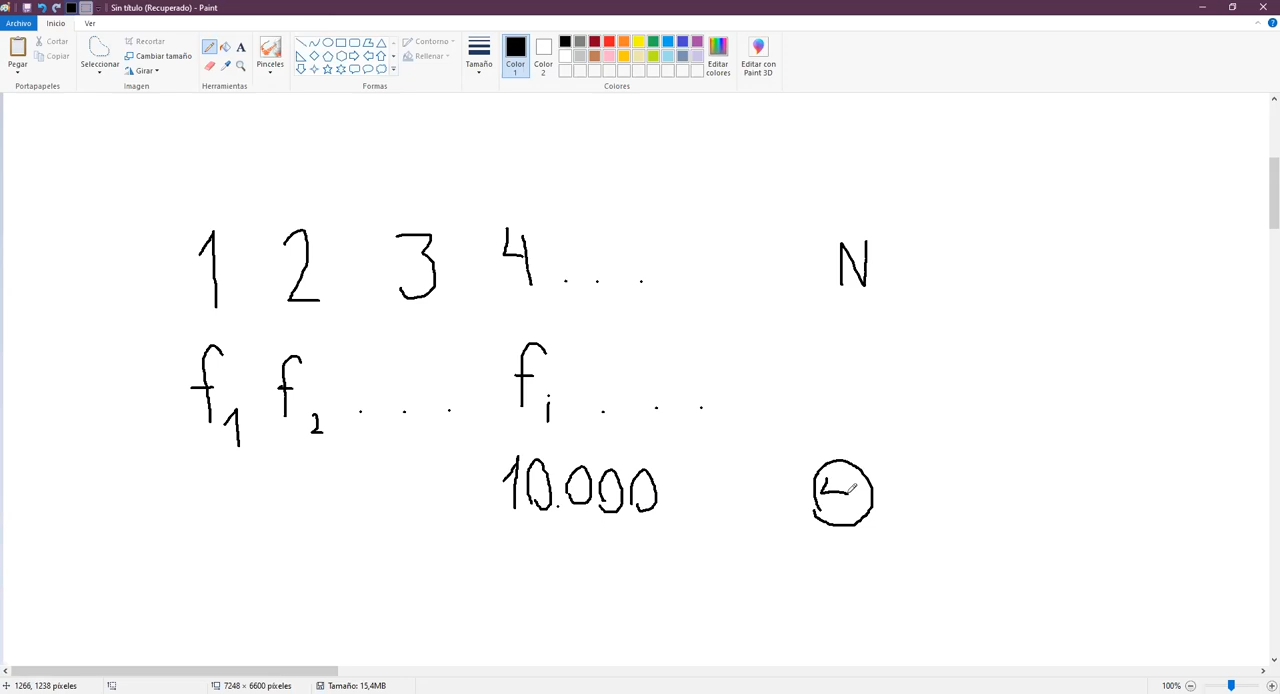 Sin título (Recuperado) - Paint
Archivo Inicio Ver
Pegar
Cortar
Copiar
Portapapeles
Seleccionar
Recortar
Cambiar tamaño
Girar
Imagen
A
Herramientas
Pinceles
Contorno
Rellenar
Formas
Tamaño
Color 1
Color 2
Editar colores
Editar con Paint 3D
Colores
1 2 3 4 . . . N
f1 f2 . . . fi . . .
10.000
1266, 1238 píxeles 7248 × 6600 píxeles Tamaño: 15,4MB 100%